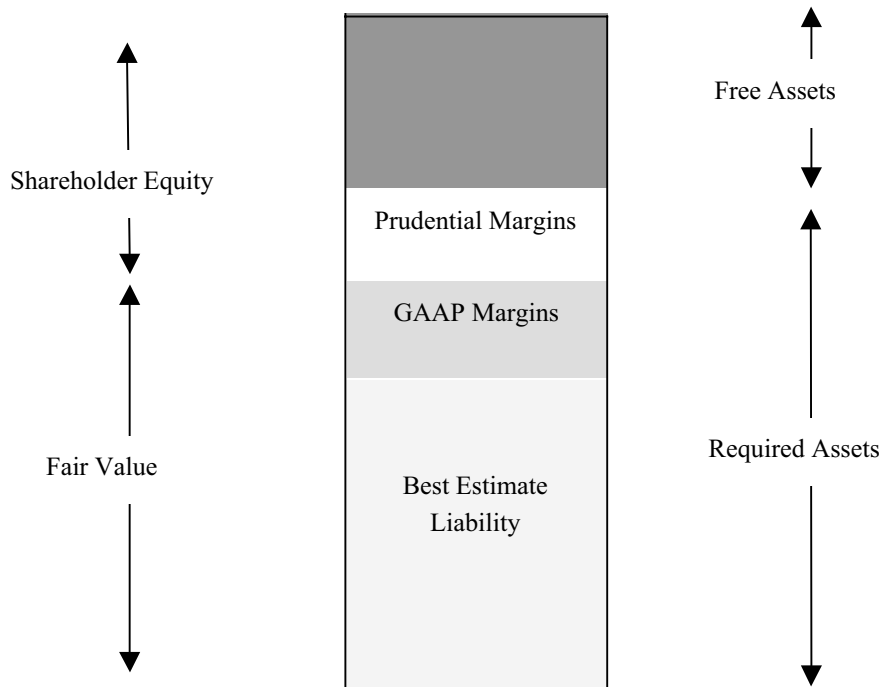 Free Assets
Shareholder Equity
Prudential Margins
GAAP Margins
Fair Value
Required Assets
Best Estimate
Liability